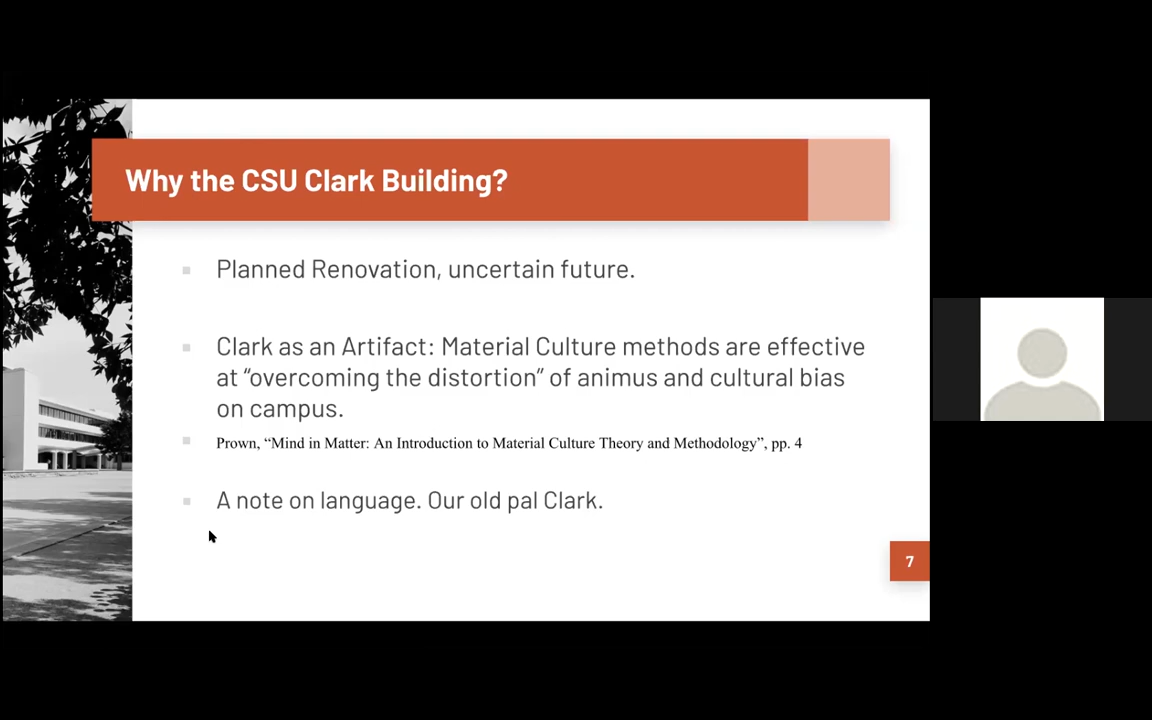 Why the CSU Clark Building?
Planned Renovation, uncertain future.
Clark as an Artifact: Material Culture methods are effective
at “overcoming the distortion” of animus and cultural bias
on campus.
Prown, “Mind in Matter: An Introduction to Material Culture Theory and Methodology”, pp. 4
A note on language. Our old pal Clark.
7